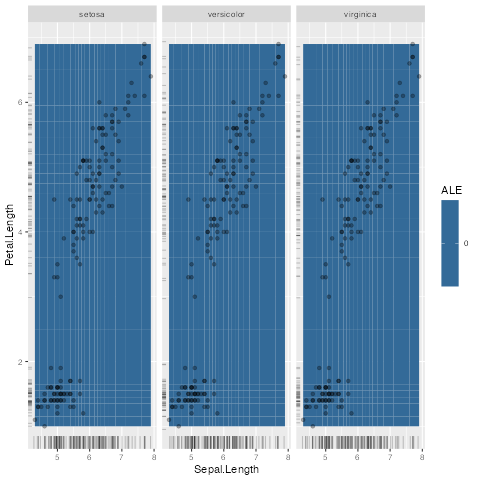 setosa versicolor virginica
6
4
2
Petal.Length
5 6 7 8 5 6 7 8 5 6 7 8
Sepal.Length
ALE
0